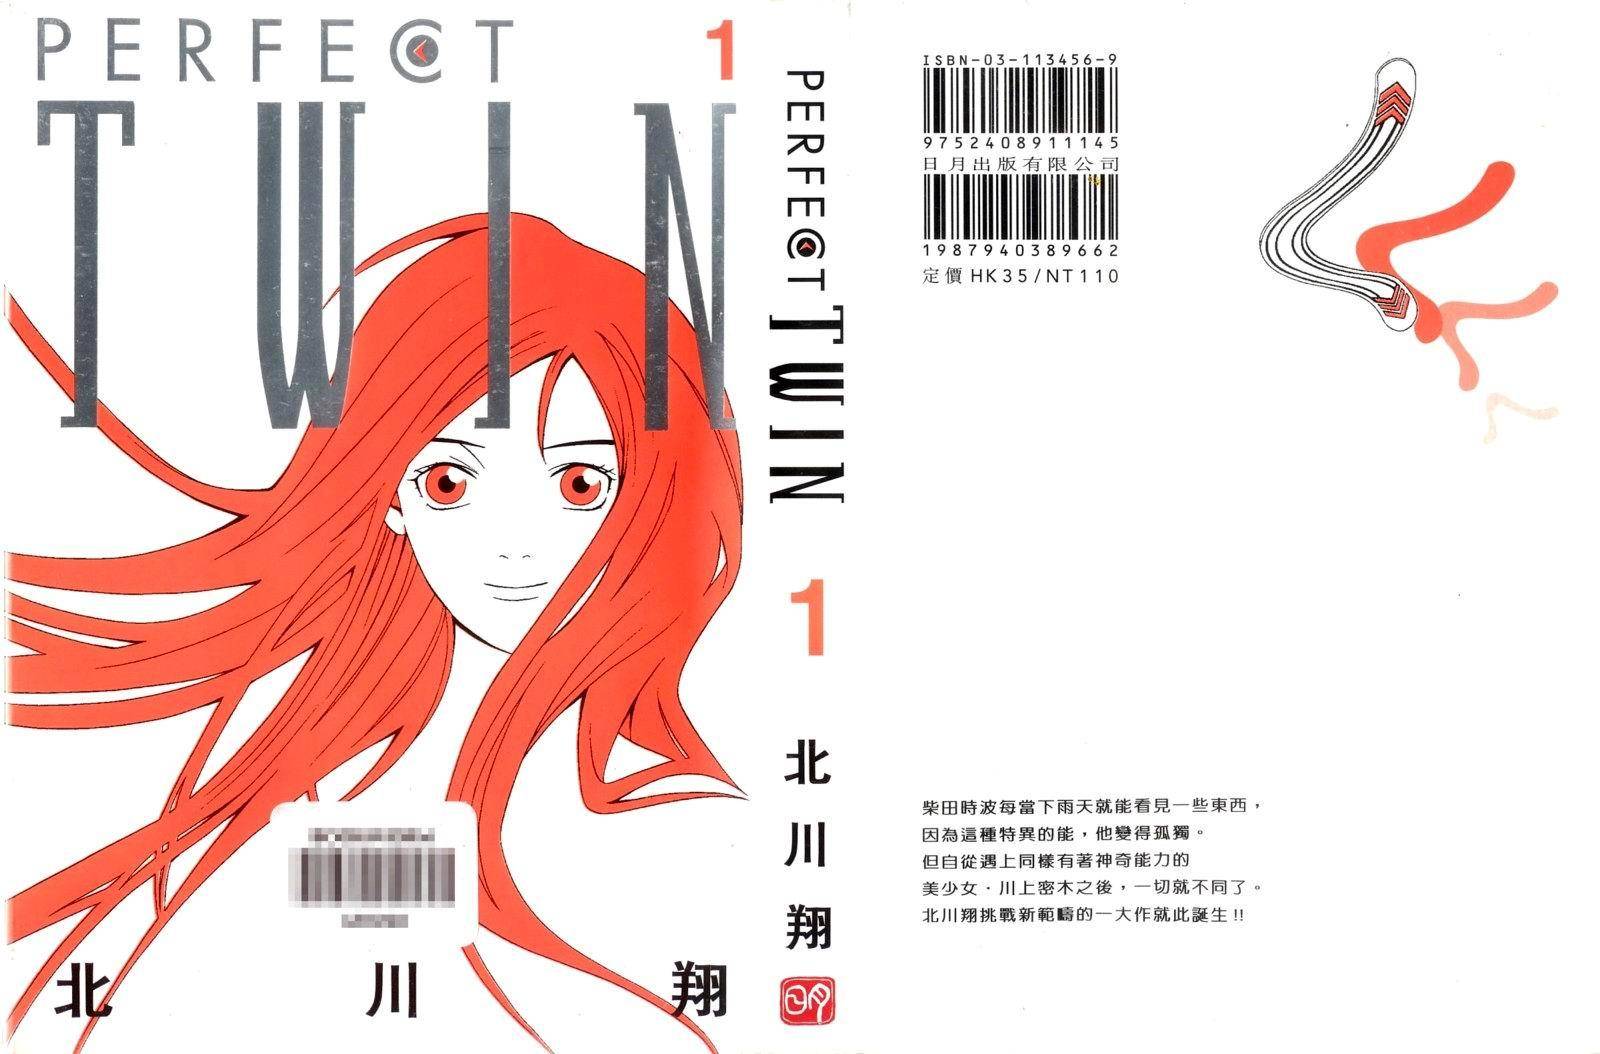 PERFECT
1
TWIN
北川翔
PERFECT TWIN
1
北川翔
明
ISBN-03-113456-9
9752408911145
日月出版有限公司
1987940389662
定價HK35/NT110
柴田時波每當下雨天就能看見一些東西，
因為這種特異的能，他變得孤獨。
但自從遇上同樣有著神奇能力的
美少女．川上密木之後，一切就不同了。
北川翔挑戰新範疇的一大作就此誕生!!